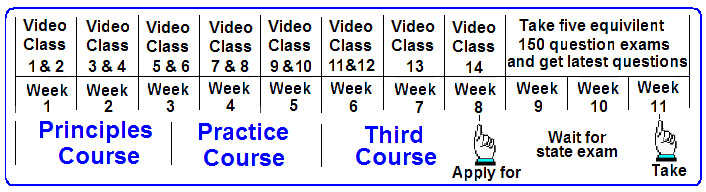 Video Class 1 & 2
Video Class 3 & 4
Video Class 5 & 6
Video Class 7 & 8
Video Class 9 &10
Video Class 11&12
Video Class 13
Video Class 14
Take five equivilent
150 question exams
and get latest questions
Week 1
Week 2
Week 3
Week 4
Week 5
Week 6
Week 7
Week 8
Week 9
Week 10
Week 11
Principles
Course
Practice
Course
Third
Course
Apply for
Wait for
state exam
Take